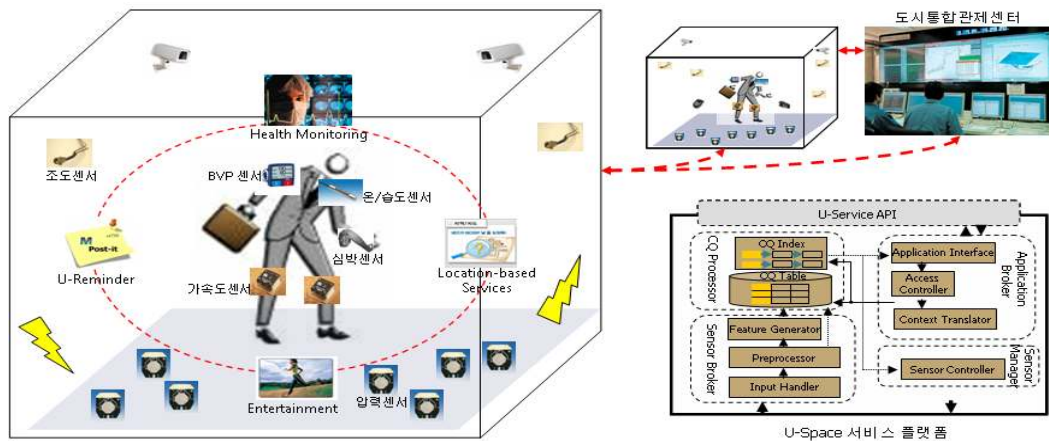 도시통합관제센터
Health Monitoring
조도센서
BVP 센서
온/습도센서
M
Post-it
U-Reminder
심박센서
Location-based
Services
가속도센서
Entertainment
압력센서
U-Service API
CQ Processor
CQ Index
CQ Table
Application Interface
Access
Controller
Context Translator
Application
Broker
Sensor Broker
Feature Generator
Preprocessor
Input Handler
Sensor Controller
Sensor
Manager
U-Space 서비스 플랫폼